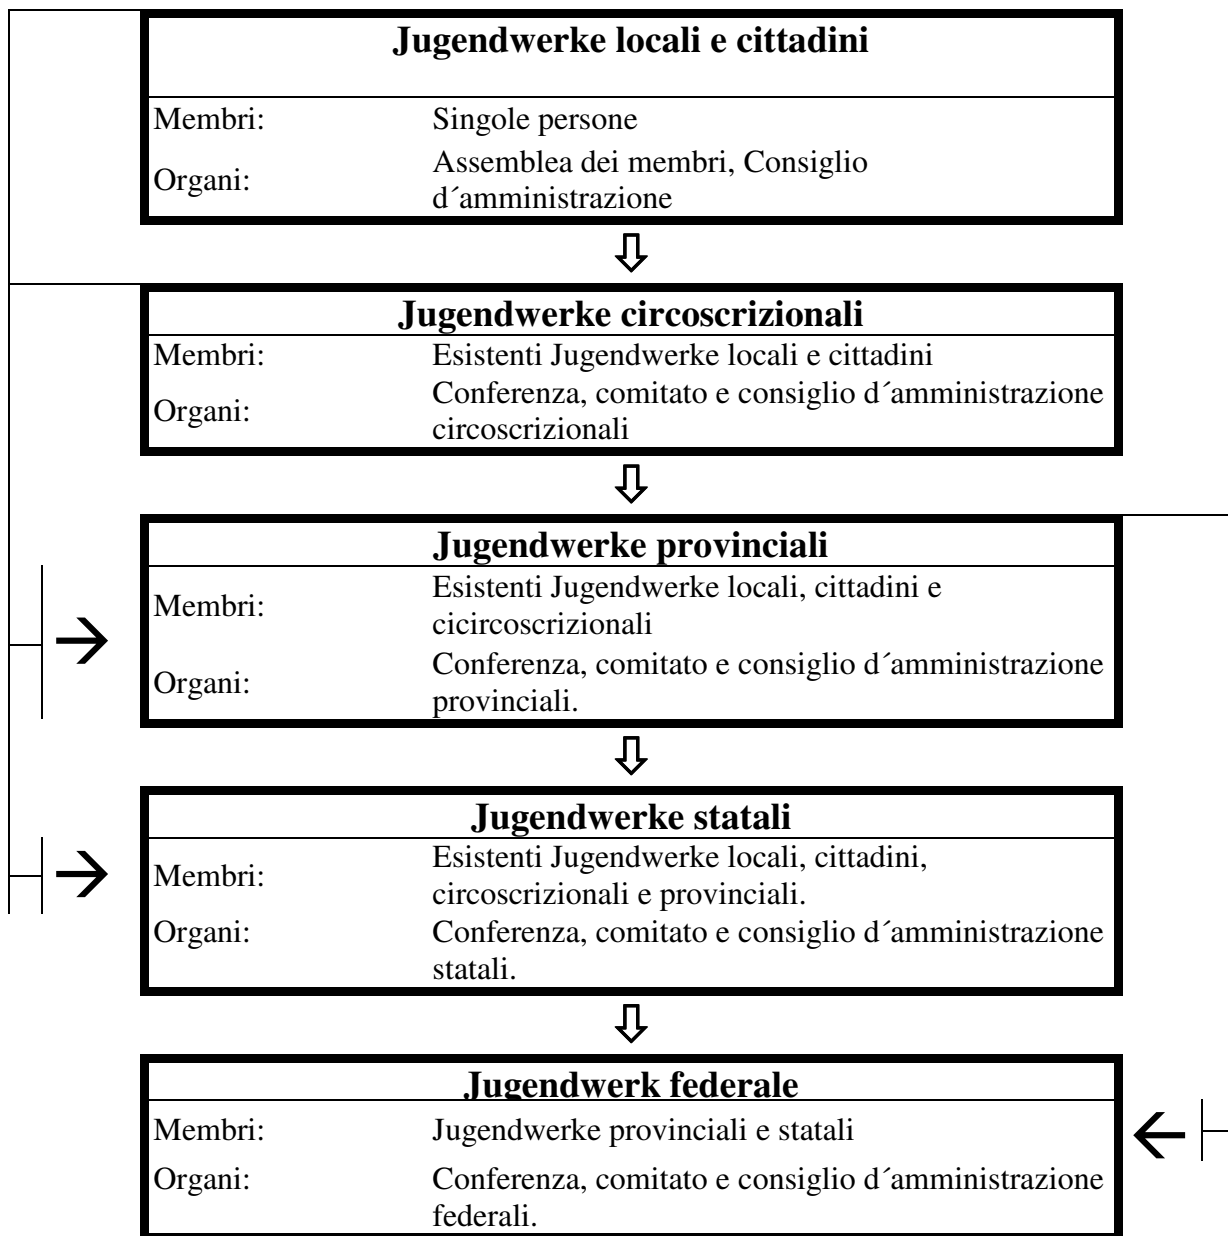 Jugendwerke locali e cittadini
Membri: Singole persone
Organi: Assemblea dei membri, Consiglio
d´amministrazione
Jugendwerke circoscrizionali
Membri: Esistenti Jugendwerke locali e cittadini
Organi: Conferenza, comitato e consiglio d´amministrazione
circoscrizionali
Jugendwerke provinciali
Membri: Esistenti Jugendwerke locali, cittadini e
cicircoscrizionali
Organi: Conferenza, comitato e consiglio d´amministrazione
provinciali.
Jugendwerke statali
Membri: Esistenti Jugendwerke locali, cittadini,
circoscrizionali e provinciali.
Organi: Conferenza, comitato e consiglio d´amministrazione
statali.
Jugendwerk federale
Membri: Jugendwerke provinciali e statali
Organi: Conferenza, comitato e consiglio d´amministrazione
federali.